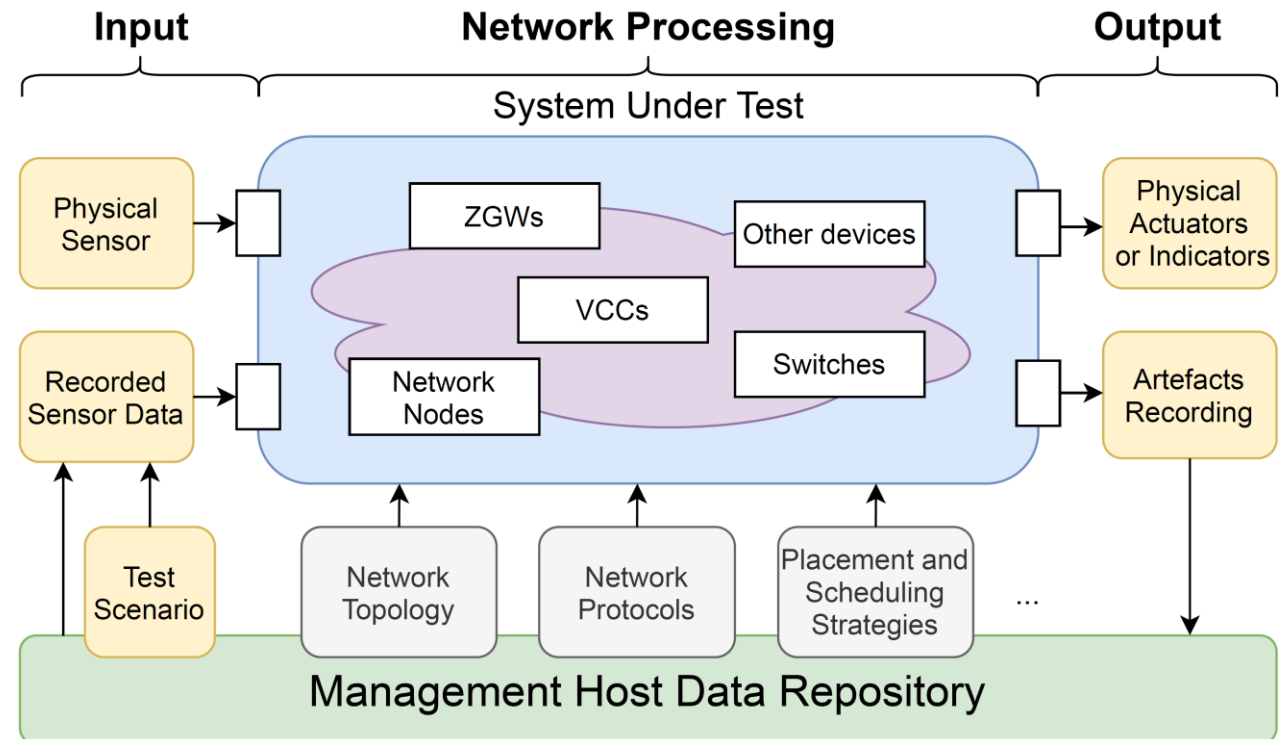 Input
Network Processing
Output
System Under Test
Physical
Sensor
ZGWs
Other devices
VCCs
Switches
Network
Nodes
Physical
Actuators
or Indicators
Recorded
Sensor Data
Artefacts
Recording
Test
Scenario
Network
Topology
Network
Protocols
Placement and
Scheduling
Strategies
...
Management Host Data Repository